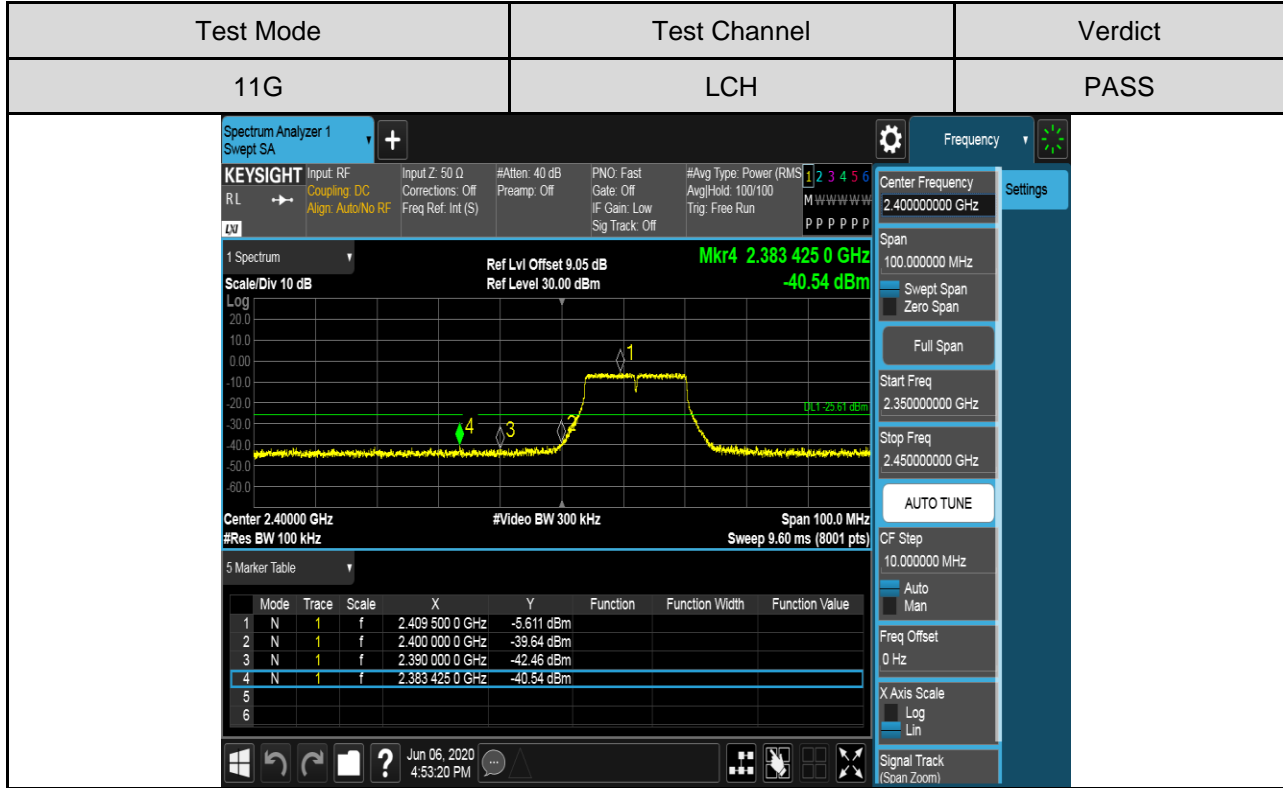 Test Mode Test Channel Verdict
11G LCH PASS
Spectrum Analyzer 1
Swept SA
+
Frequency
KEYSIGHT
RL
LXI
Input: RF
Coupling: DC
Align: Auto/No RF
Input Z: 50 Ω
Corrections: Off
Freq Ref: Int (S)
#Atten: 40 dB
Preamp: Off
PNO: Fast
Gate: Off
IF Gain: Low
Sig Track: Off
#Avg Type: Power (RMS
Avg|Hold: 100/100
Trig: Free Run
1 2 3 4 5 6
M W W W W W
P P P P P P
1 Spectrum
Scale/Div 10 dB
Ref Lvl Offset 9.05 dB
Ref Level 30.00 dBm
Mkr4 2.383 425 0 GHz
-40.54 dBm
Log
20.0
10.0
0.00
-10.0
-20.0
-30.0
-40.0
-50.0
-60.0
1
DL1 -25.61 dBm
4 3 2
Center 2.40000 GHz #Video BW 300 kHz Span 100.0 MHz
#Res BW 100 kHz Sweep 9.60 ms (8001 pts)
5 Marker Table
Mode Trace Scale X Y Function Function Width Function Value
1 N 1 f 2.409 500 0 GHz -5.611 dBm
2 N 1 f 2.400 000 0 GHz -39.64 dBm
3 N 1 f 2.390 000 0 GHz -42.46 dBm
4 N 1 f 2.383 425 0 GHz -40.54 dBm
5
6
?
Jun 06, 2020
4:53:20 PM
Settings
Center Frequency
2.400000000 GHz
Span
100.000000 MHz
Swept Span
Zero Span
Full Span
Start Freq
2.350000000 GHz
Stop Freq
2.450000000 GHz
AUTO TUNE
CF Step
10.000000 MHz
Auto
Man
Freq Offset
0 Hz
X Axis Scale
Log
Lin
Signal Track
(Span Zoom)